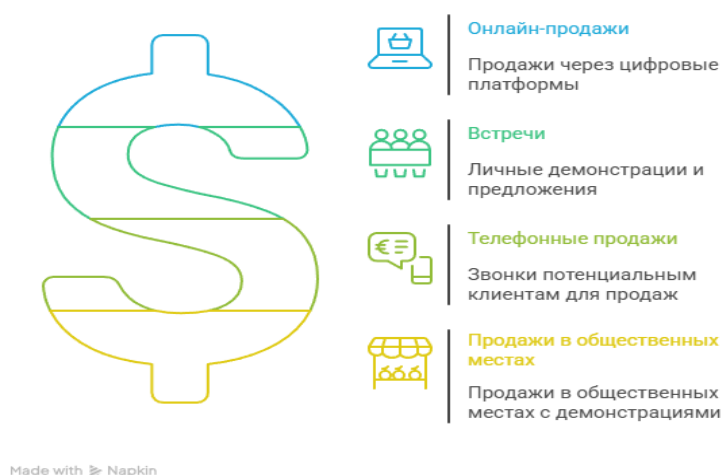 Онлайн-продажи
Продажи через цифровые
платформы
Встречи
Личные демонстрации и
предложения
Телефонные продажи
Звонки потенциальным
клиентам для продаж
Продажи в общественных
местах
Продажи в общественных
местах с демонстрациями
Made with Napkin